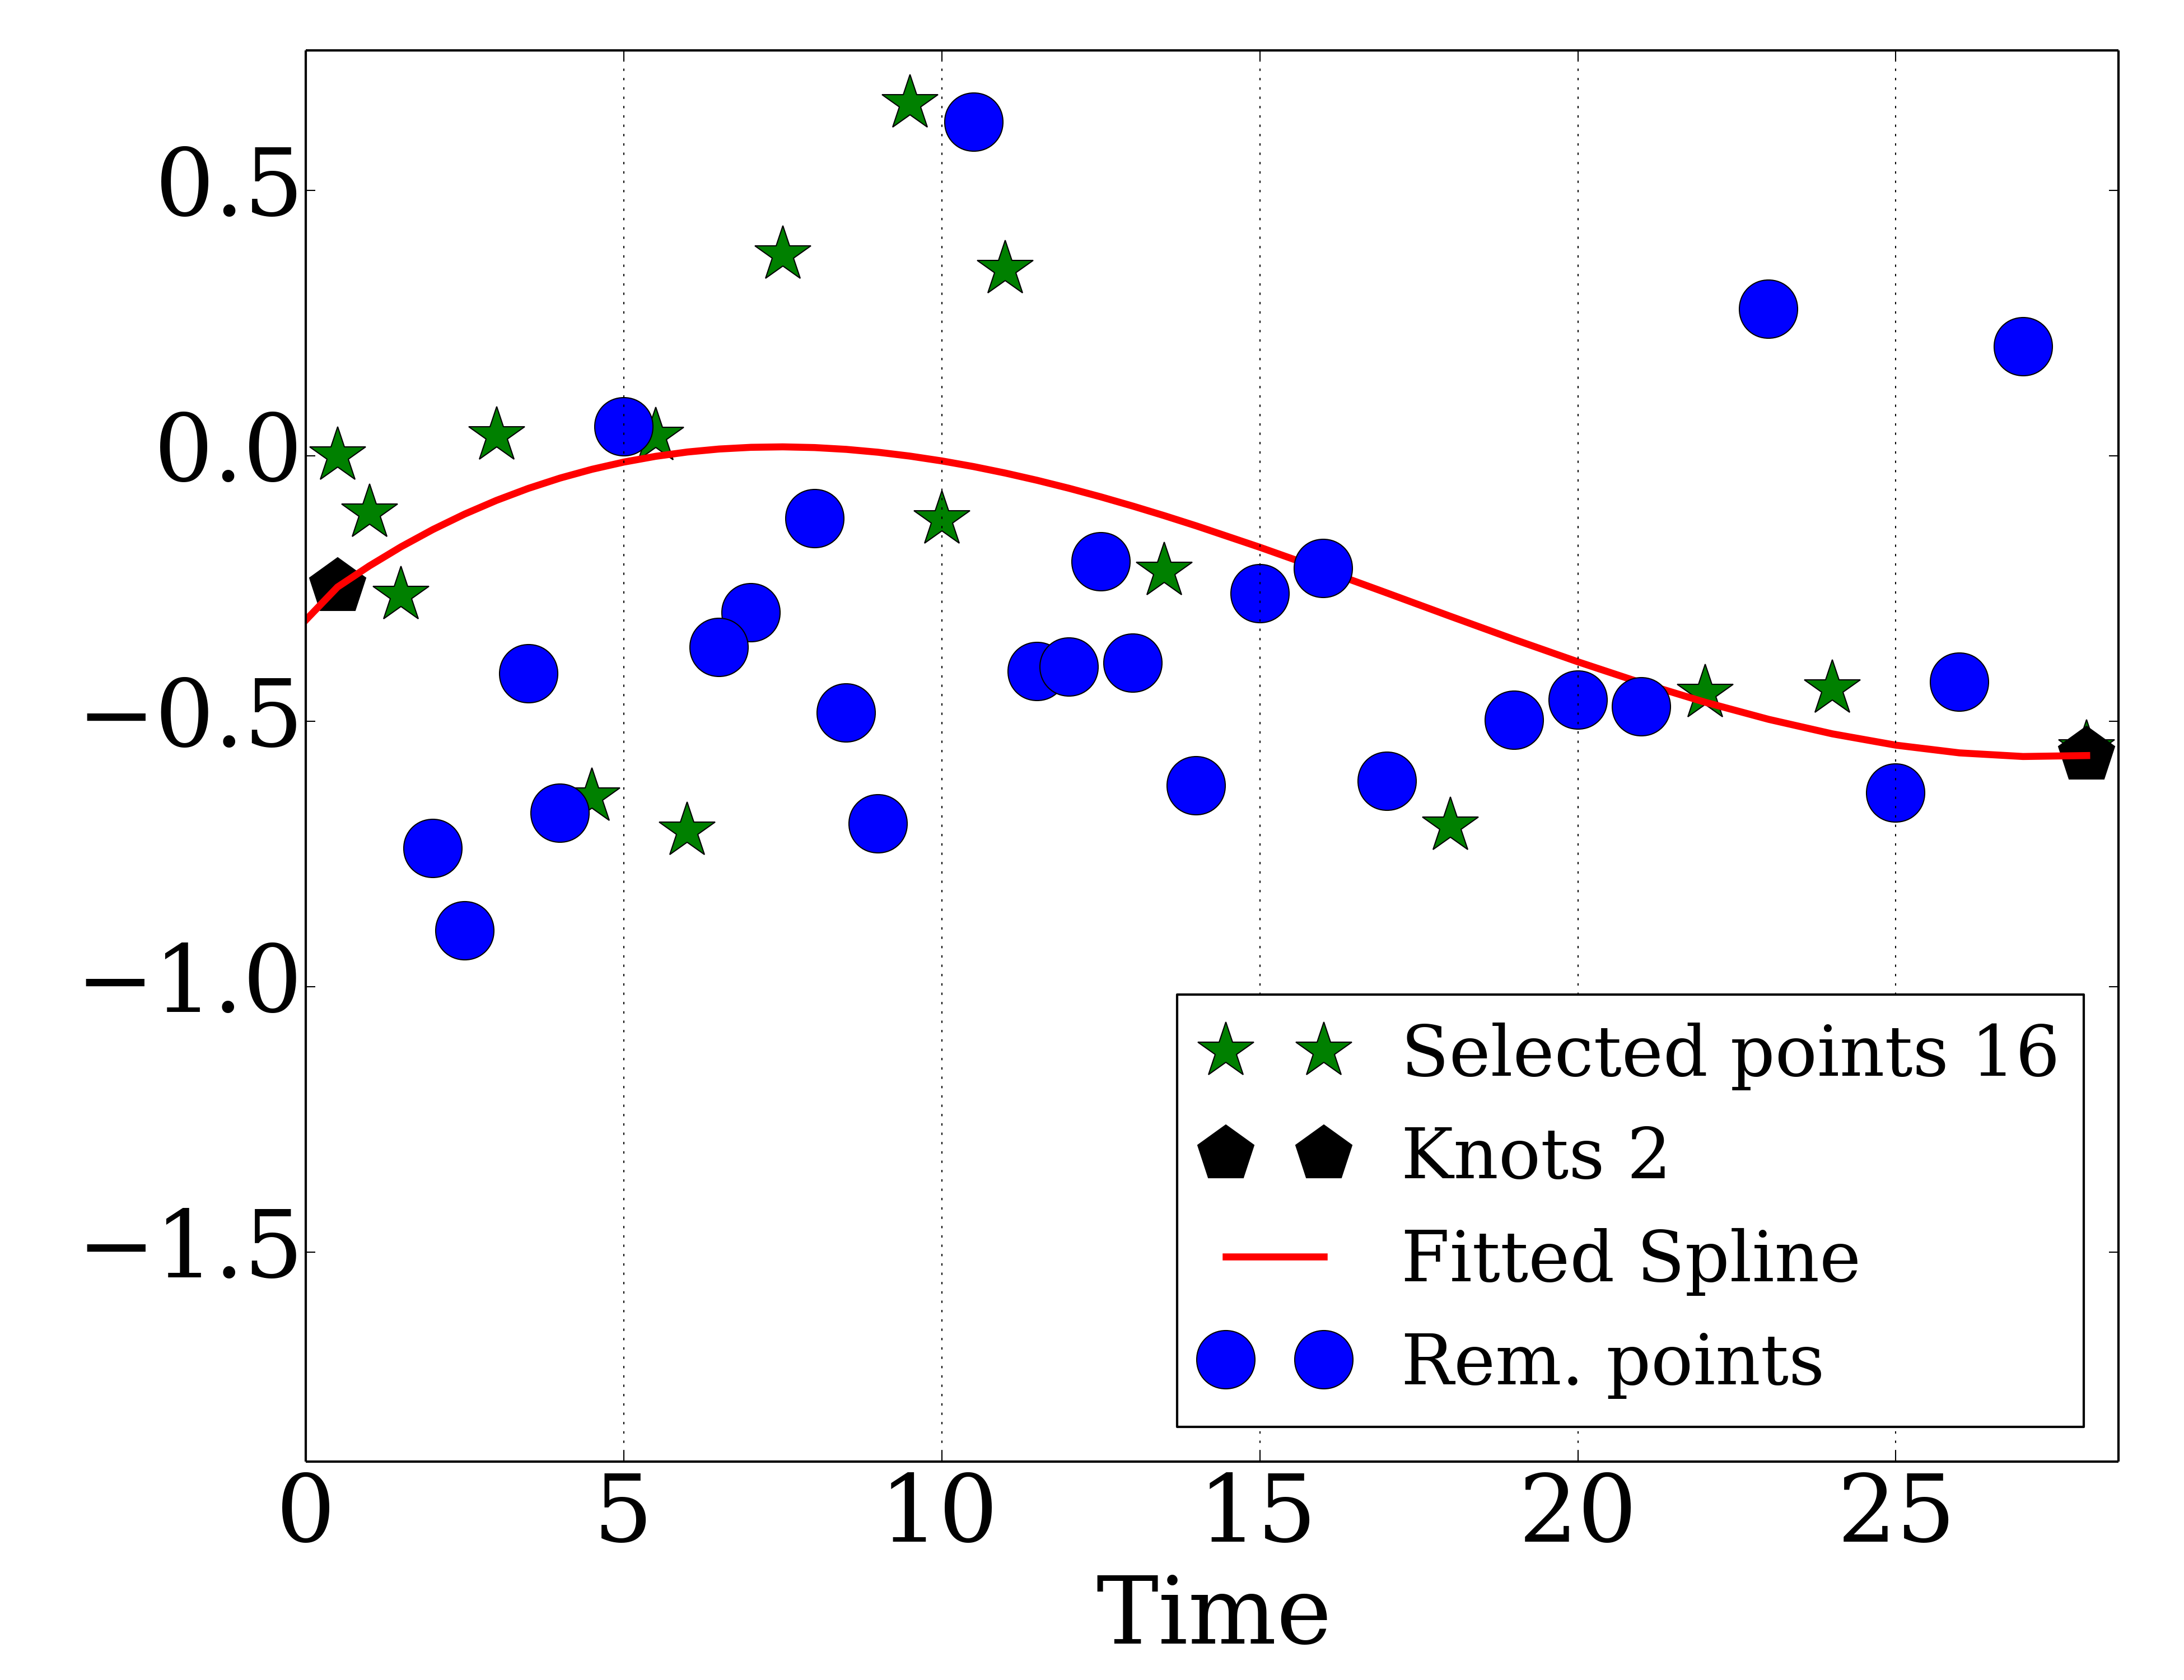 0.5
0.0
−0.5
−1.0
−1.5
Selected points 16
Knots 2
Fitted Spline
Rem. points
0 5 10 15 20 25
Time